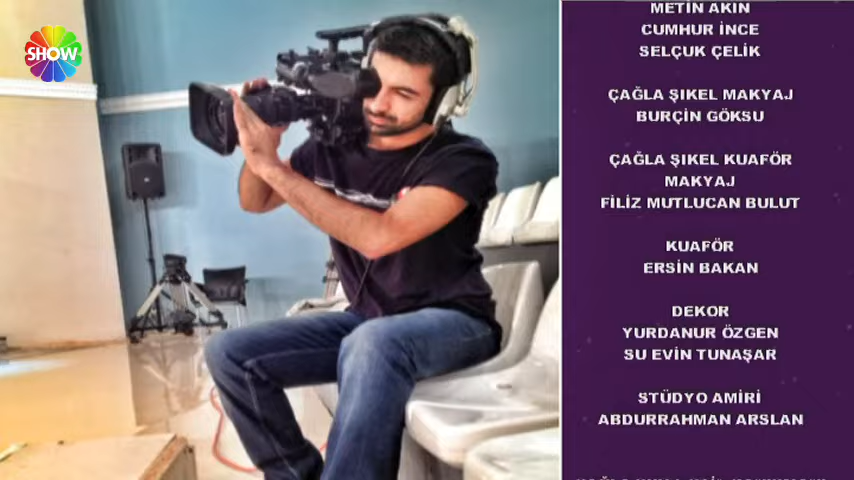 SHOW
METİN AKIN
CUMHUR İNCE
SELÇUK ÇELİK
ÇAĞLA ŞIKEL MAKYAJ
BURÇİN GÖKSU
ÇAĞLA ŞIKEL KUAFÖR
MAKYAJ
FİLİZ MUTLUCAN BULUT
KUAFÖR
ERSİN BAKAN
DEKOR
YURDANUR ÖZGEN
SU EVİN TUNAŞAR
STÜDYO AMİRİ
ABDURRAHMAN ARSLAN